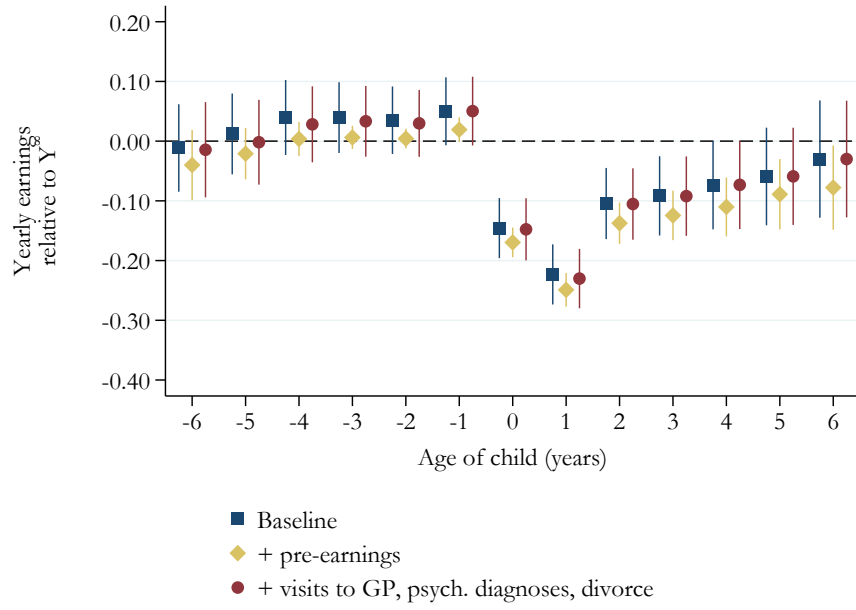 0.20
0.10
0.00
-0.10
-0.20
-0.30
-0.40
Yearly earnings
relative to Y
-6 -5 -4 -3 -2 -1 0 1 2 3 4 5 6
Age of child (years)
Baseline
+ pre-earnings
+ visits to GP, psych. diagnoses, divorce